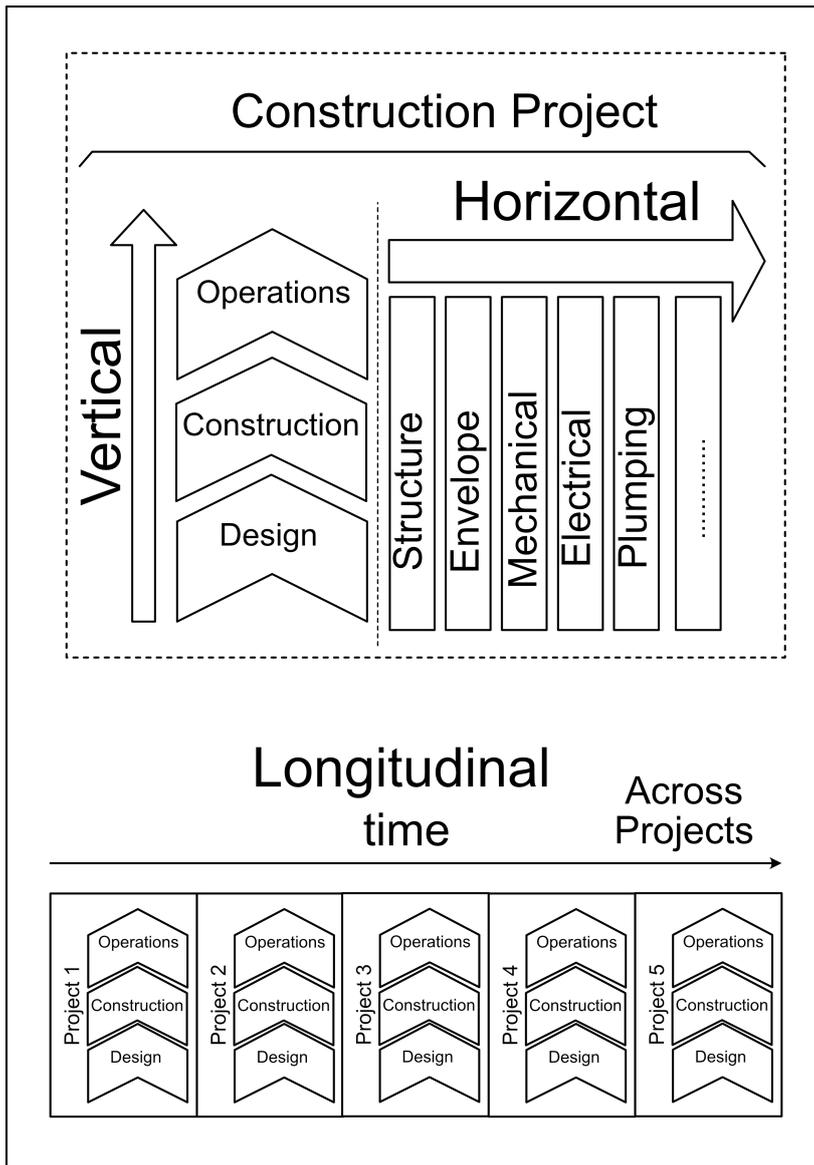 Construction Project
Horizontal
Vertical
Operations
Construction
Design
Structure
Envelope
Mechanical
Electrical
Plumping
............
Longitudinal
time
Across
Projects
Project 1
Operations
Construction
Design
Project 2
Operations
Construction
Design
Project 3
Operations
Construction
Design
Project 4
Operations
Construction
Design
Project 5
Operations
Construction
Design